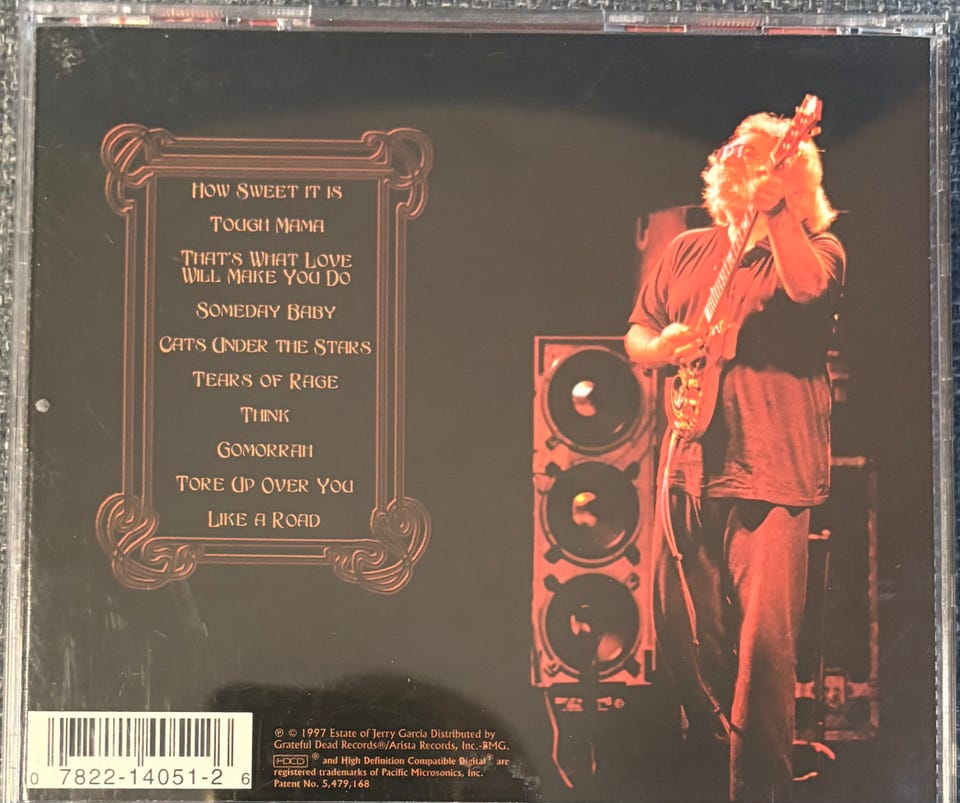 How Sweet it is
Tough Mama
That's What Love
Will Make You Do
Someday Baby
Cats Under the Stars
Tears of Rage
Think
Gomorrah
Tore Up Over You
Like a Road
0 7822-14051-2 6
℗ © 1997 Estate of Jerry Garcia Distributed by
Grateful Dead Records®/Arista Records, Inc.-BMG.
HDCD® and High Definition Compatible Digital® are
registered trademarks of Pacific Microsonics, Inc.
Patent No. 5,479,168